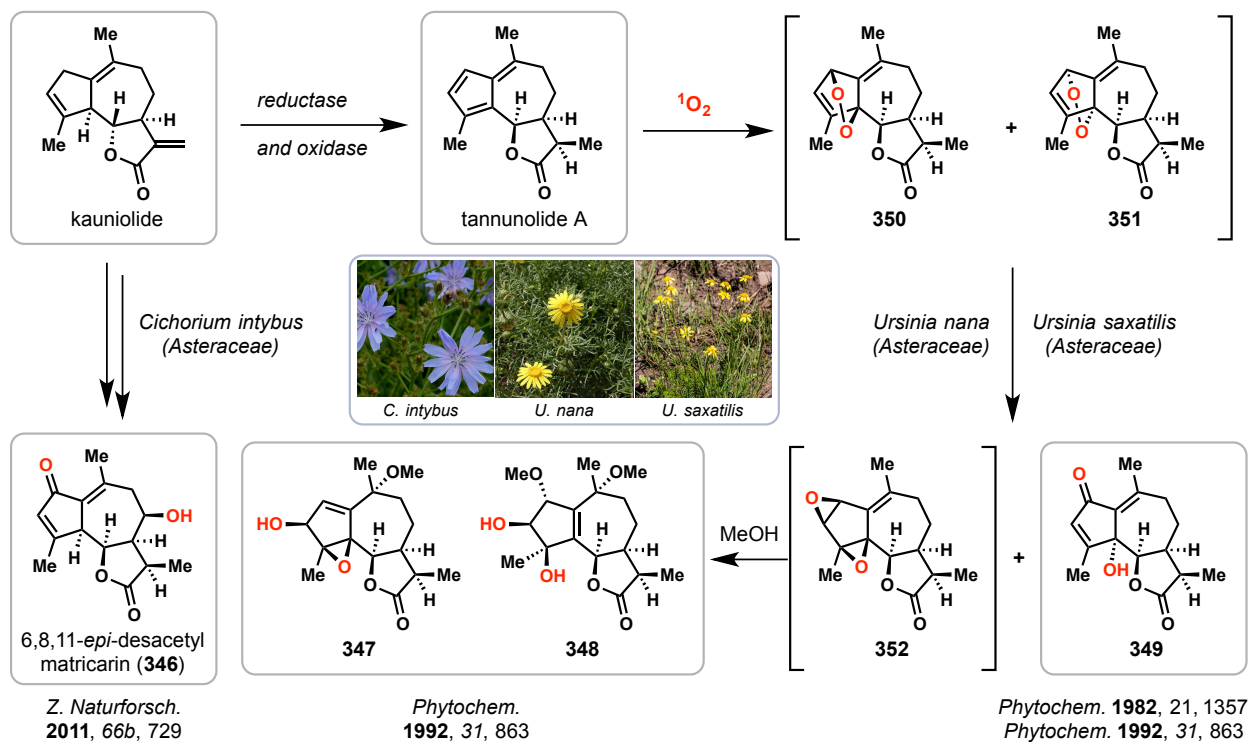 Me
H
H
Me
O
O
kauniolide
reductase
and oxidase
Me
H
H
Me
O
Me
H
O
tannunolide A
¹O₂
Me
O
O
H
Me
O
Me
H
O
350
+
Me
O
O
H
Me
O
Me
H
O
351
Cichorium intybus
(Asteraceae)
C. intybus
U. nana
U. saxatilis
Ursinia nana
(Asteraceae)
Ursinia saxatilis
(Asteraceae)
O
Me
OH
H
H
H
Me
O
Me
H
O
6,8,11-epi-desacetyl
matricarin (346)
Z. Naturforsch.
2011, 66b, 729
Me
OMe
HO
H
H
Me
O
O
Me
H
O
347
MeO
Me
OMe
HO
H
H
Me
OH
O
Me
H
O
348
Phytochem.
1992, 31, 863
MeOH
Me
O
H
Me
O
O
Me
H
O
352
+
O
Me
H
OH
Me
O
Me
H
O
349
Phytochem. 1982, 21, 1357
Phytochem. 1992, 31, 863